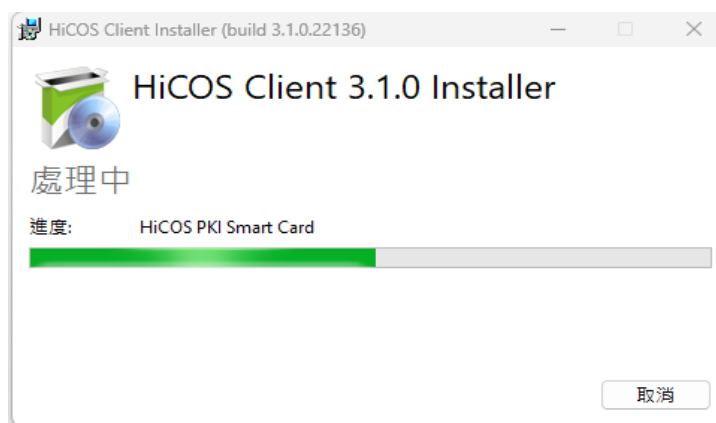 HiCOS Client Installer (build 3.1.0.22136)
HiCOS Client 3.1.0 Installer
處理中
進度: HiCOS PKI Smart Card
取消